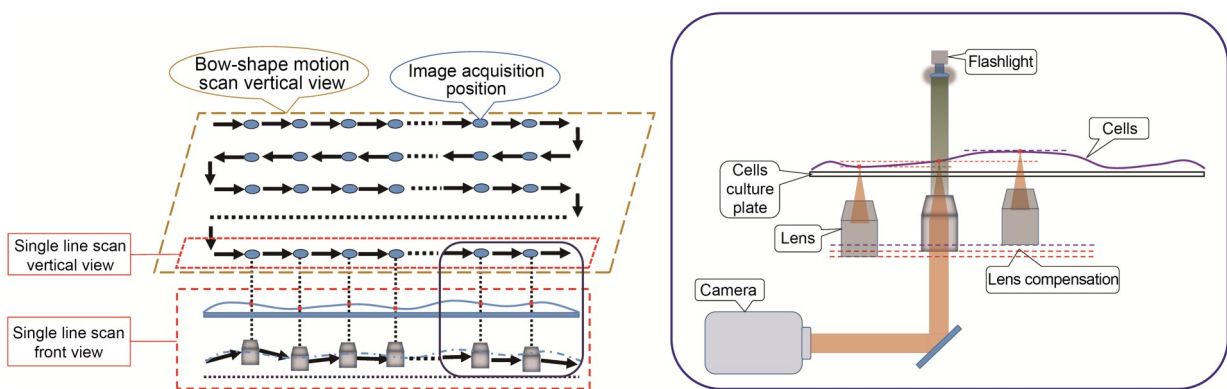 Bow-shape motion
scan vertical view
Image acquisition
position
Single line scan
vertical view
Single line scan
front view
Flashlight
Cells
Cells
culture
plate
Lens
Lens compensation
Camera